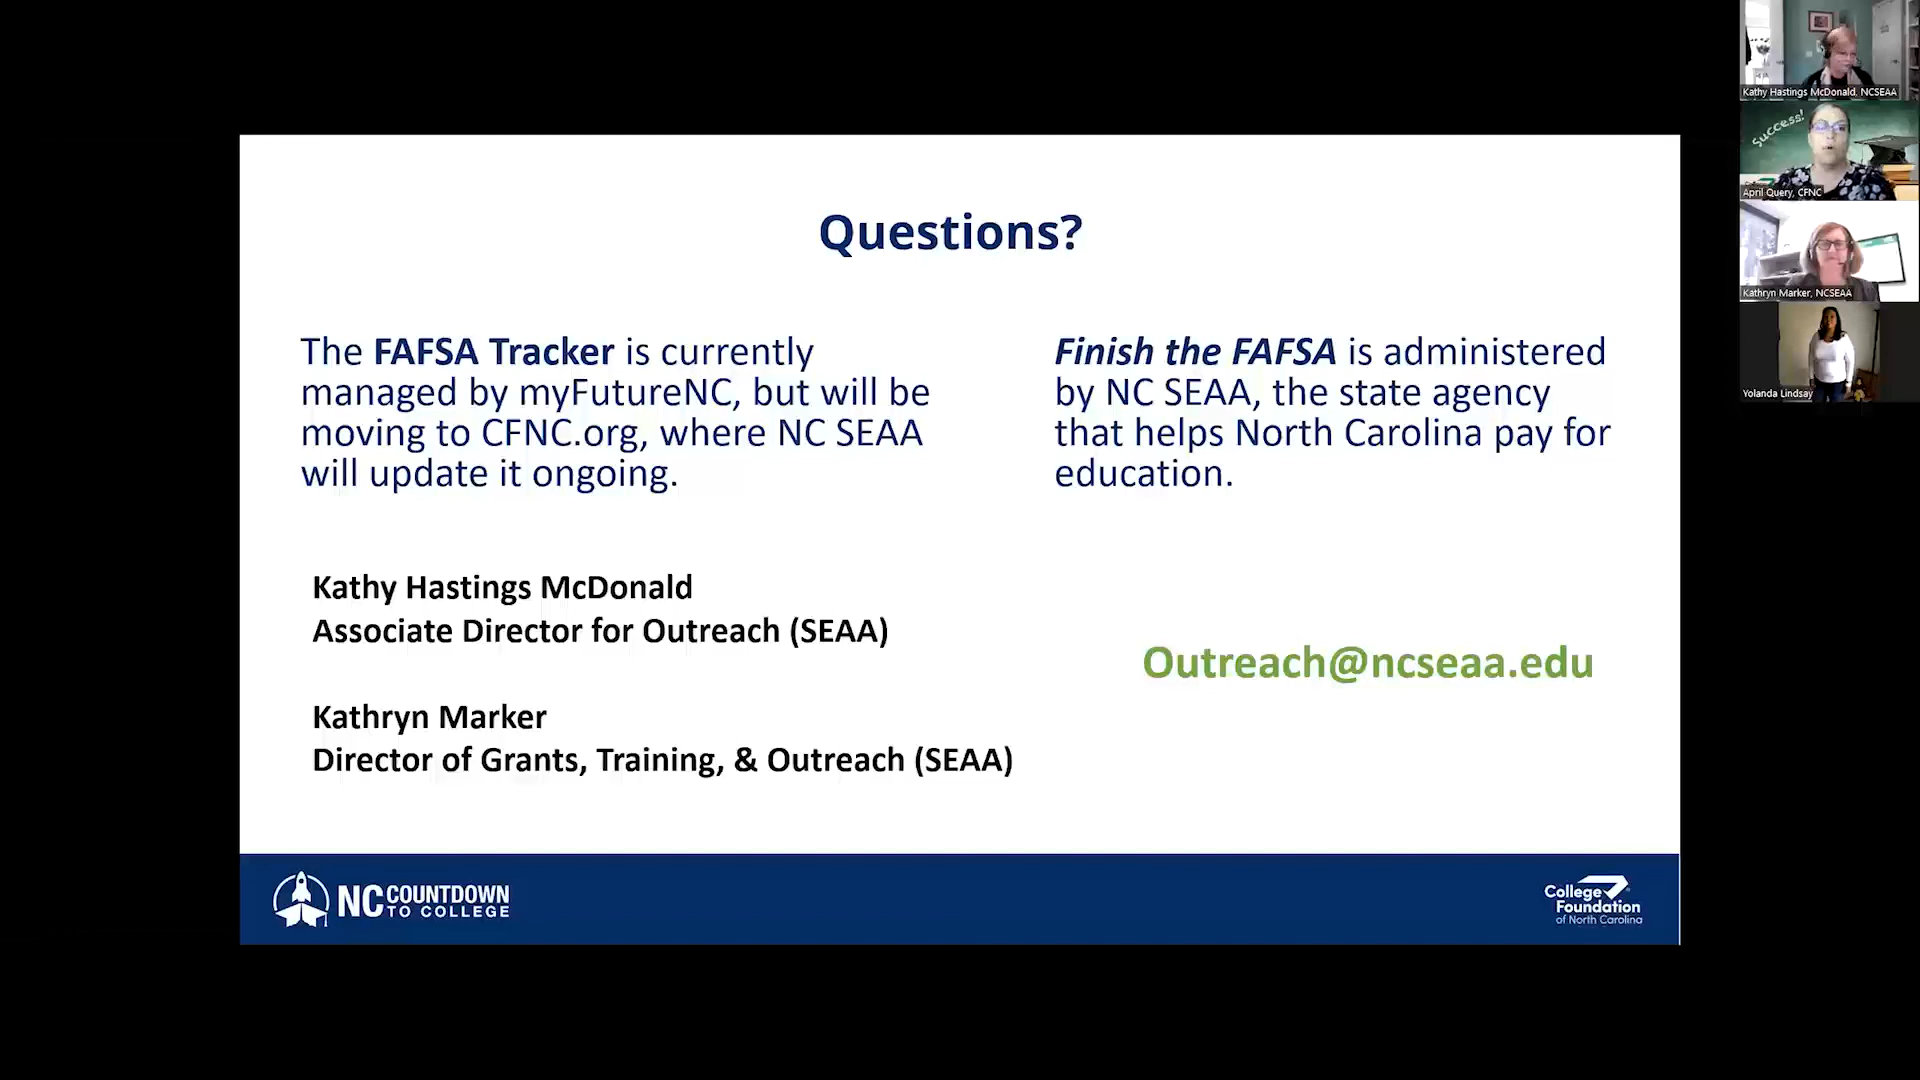 Questions?
The FAFSA Tracker is currently
managed by myFutureNC, but will be
moving to CFNC.org, where NC SEAA
will update it ongoing.
Finish the FAFSA is administered
by NC SEAA, the state agency
that helps North Carolina pay for
education.
Kathy Hastings McDonald
Associate Director for Outreach (SEAA)
Kathryn Marker
Director of Grants, Training, & Outreach (SEAA)
Outreach@ncseaa.edu
NC COUNTDOWN
TO COLLEGE
College
Foundation
of North Carolina
Kathy Hastings McDonald, NCSEAA
Success!
April Query, CFNC
Kathryn Marker, NCSEAA
Yolanda Lindsay